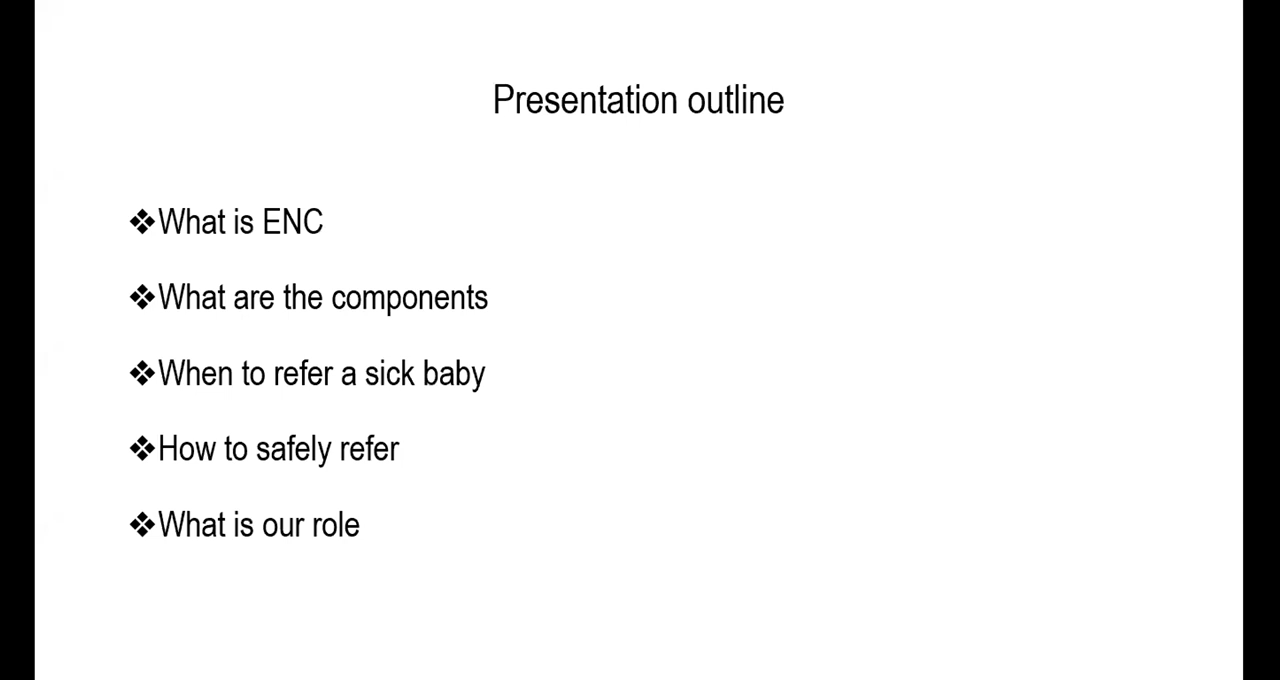 Presentation outline
❖What is ENC
❖What are the components
❖When to refer a sick baby
❖How to safely refer
❖What is our role